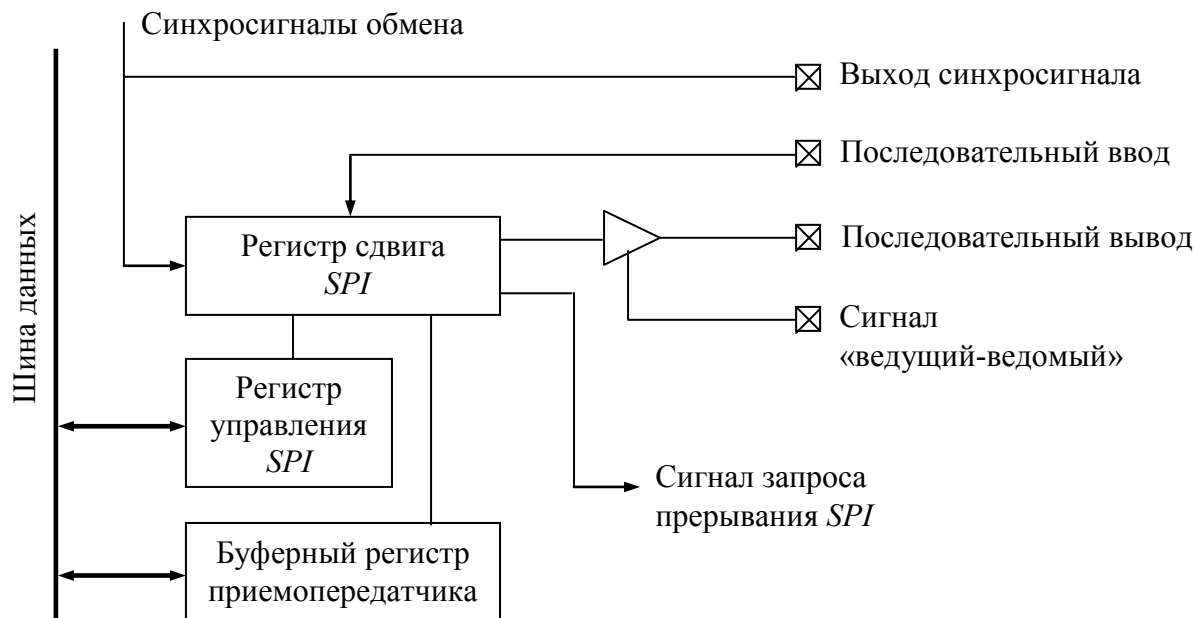 Синхросигналы обмена
Выход синхросигнала
Последовательный ввод
Шина данных
Регистр сдвига
SPI
Последовательный вывод
Сигнал
«ведущий-ведомый»
Регистр
управления
SPI
Сигнал запроса
прерывания SPI
Буферный регистр
приемопередатчика